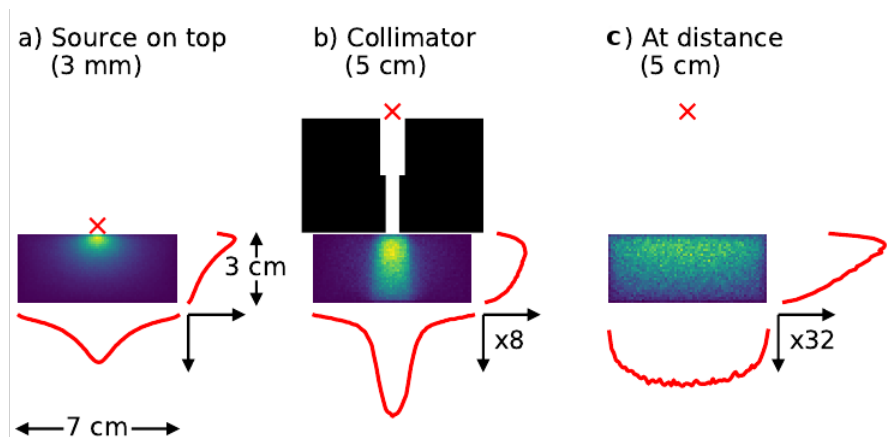 a) Source on top
(3 mm)
b) Collimator
(5 cm)
c) At distance
(5 cm)
3 cm
x8
x32
7 cm